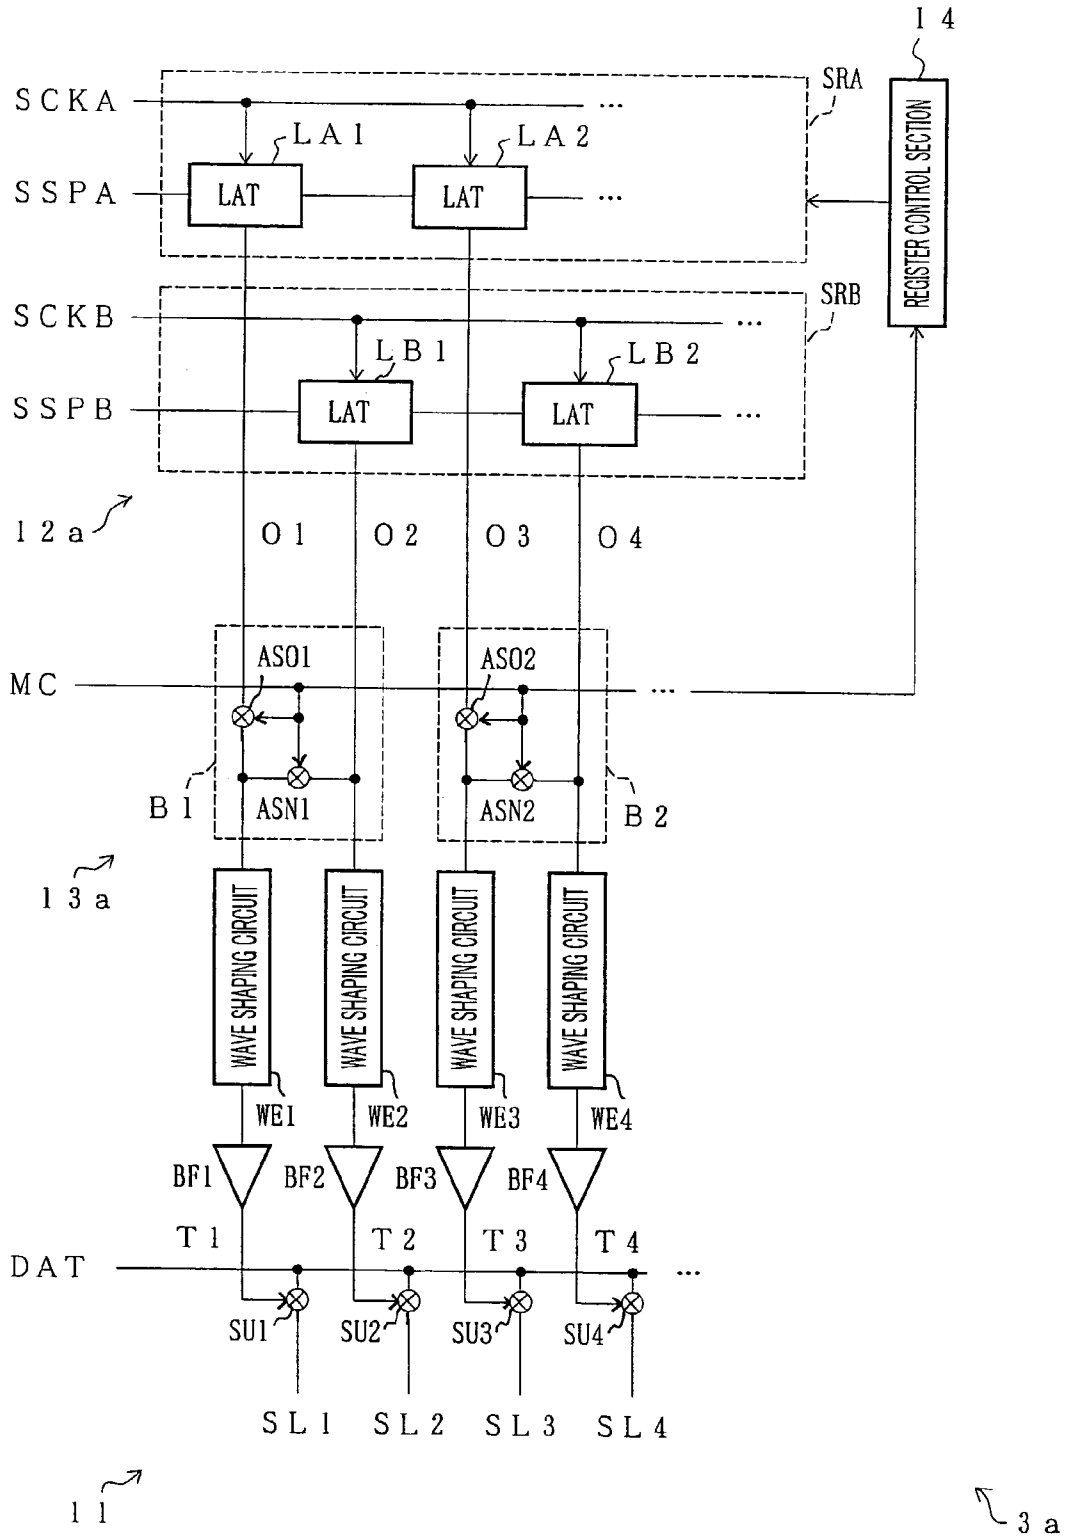 14
SCKA
SRA
LA1
LA2
LAT
LAT
SSPA
...
...
REGISTER CONTROL SECTION
SCKB
SRB
...
LB1
LB2
SSPB
LAT
LAT
...
12a
O1
O2
O3
O4
MC
ASO1
ASO2
...
B1
ASN1
ASN2
B2
13a
WAVE SHAPING CIRCUIT
WAVE SHAPING CIRCUIT
WAVE SHAPING CIRCUIT
WAVE SHAPING CIRCUIT
WE1
WE2
WE3
WE4
BF1
BF2
BF3
BF4
T1
T2
T3
T4
DAT
...
SU1
SU2
SU3
SU4
SL1
SL2
SL3
SL4
11
3a